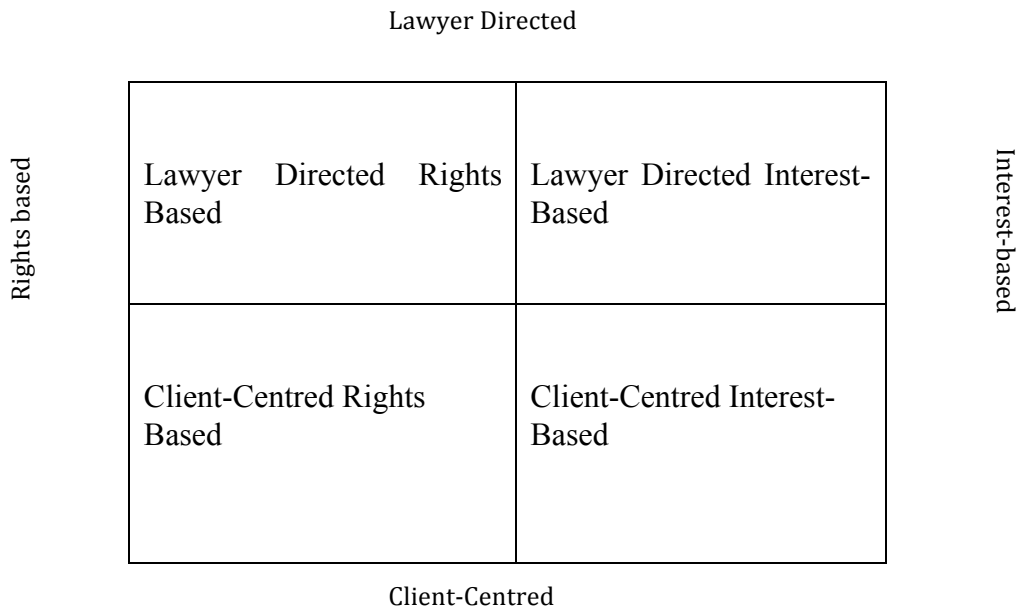 Lawyer Directed
Rights based
Lawyer Directed Rights
Based
Lawyer Directed Interest-
Based
Interest-based
Client-Centred Rights
Based
Client-Centred Interest-
Based
Client-Centred